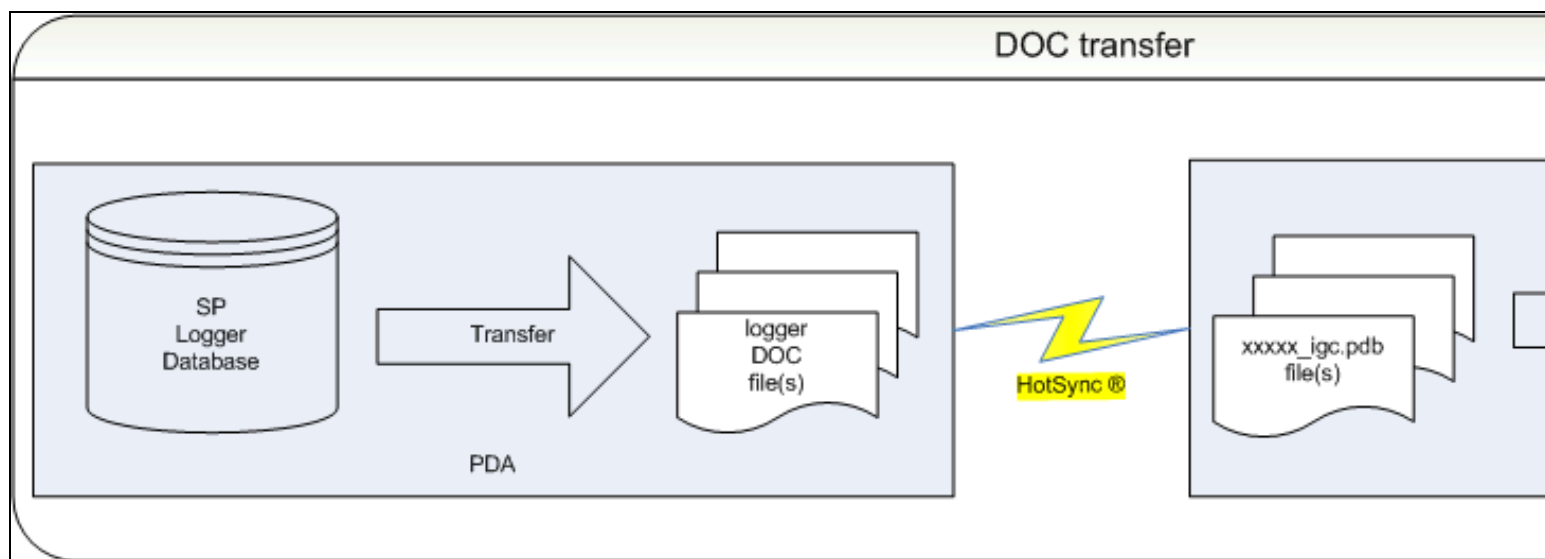 DOC transfer
SP
Logger
Database
Transfer
logger
DOC
file(s)
PDA
HotSync ®
xxxxx_igc.pdb
file(s)